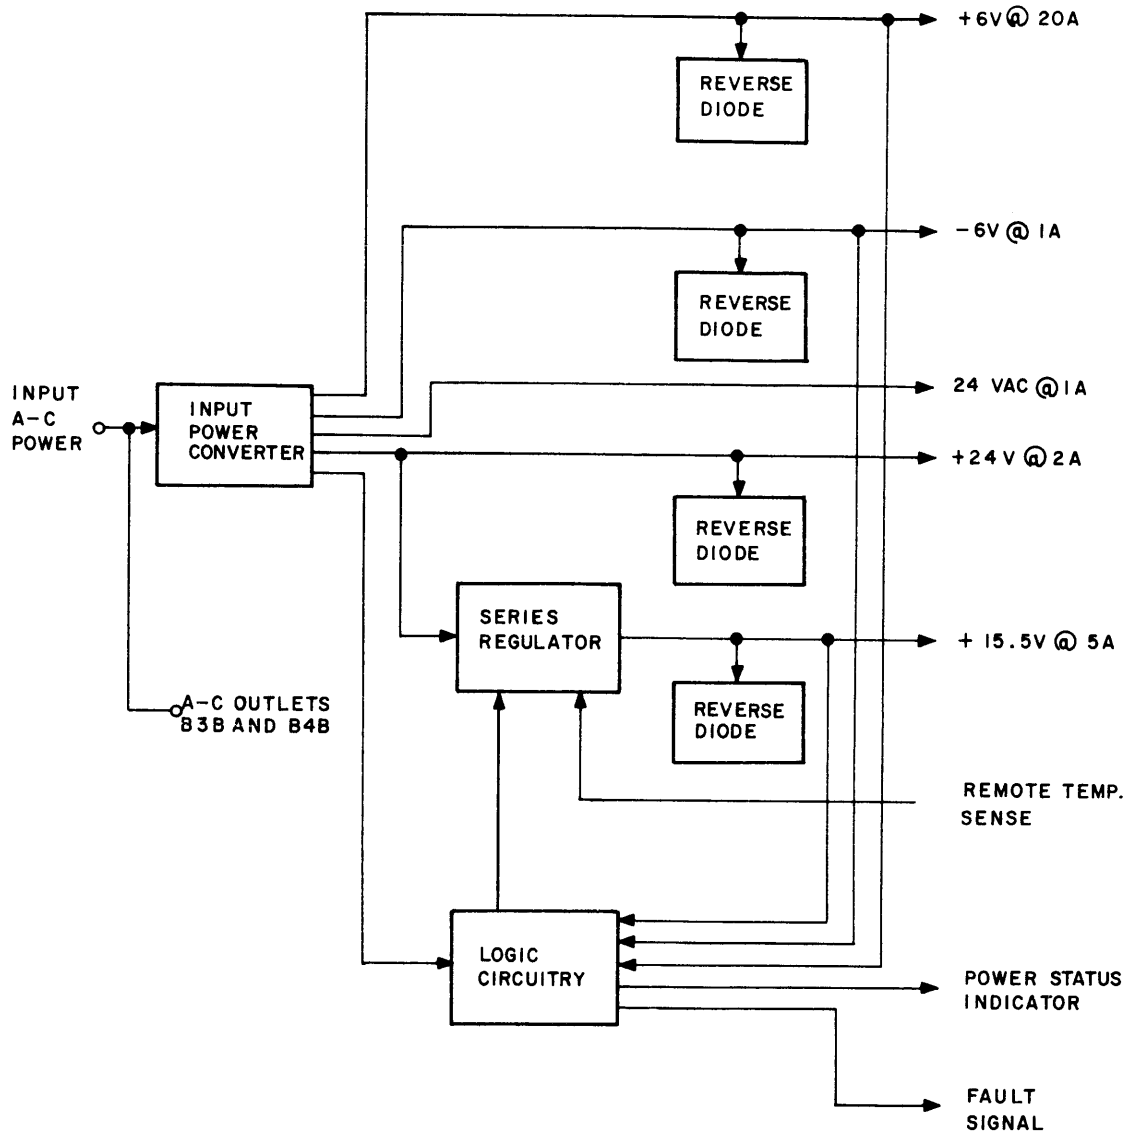 +6V @ 20A
REVERSE
DIODE
-6V @ 1A
REVERSE
DIODE
INPUT
A-C
POWER
INPUT
POWER
CONVERTER
24 VAC @ 1A
+24V @ 2A
REVERSE
DIODE
SERIES
REGULATOR
+ 15.5V @ 5A
A-C OUTLETS
B3B AND B4B
REVERSE
DIODE
REMOTE TEMP.
SENSE
LOGIC
CIRCUITRY
POWER STATUS
INDICATOR
FAULT
SIGNAL